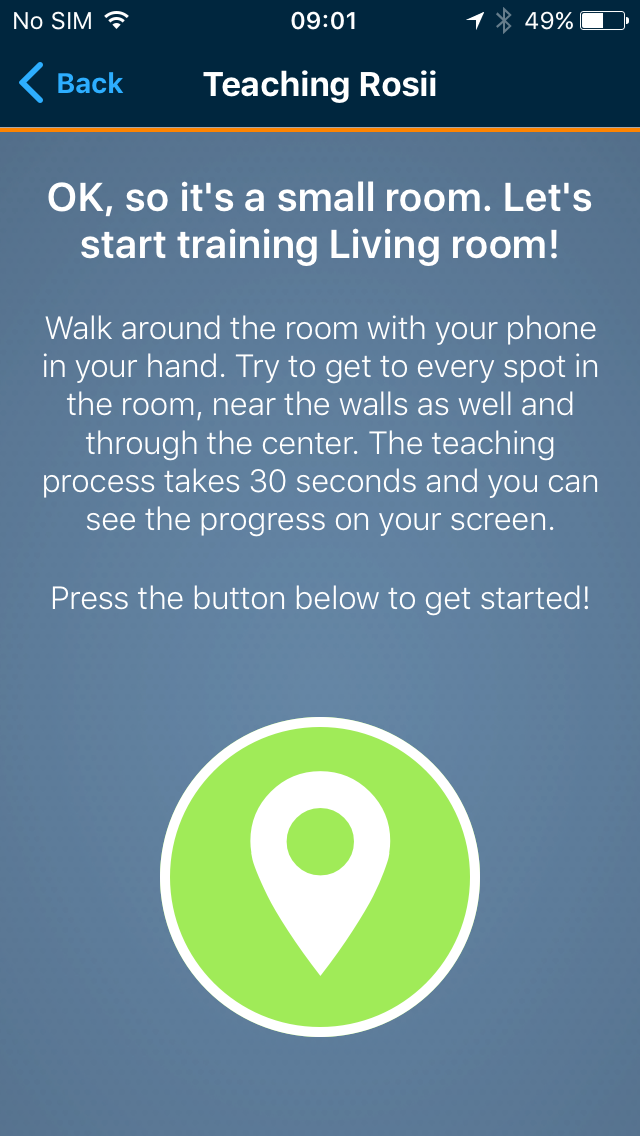 No SIM 09:01 49%
Back Teaching Rosii
OK, so it's a small room. Let's
start training Living room!
Walk around the room with your phone
in your hand. Try to get to every spot in
the room, near the walls as well and
through the center. The teaching
process takes 30 seconds and you can
see the progress on your screen.
Press the button below to get started!